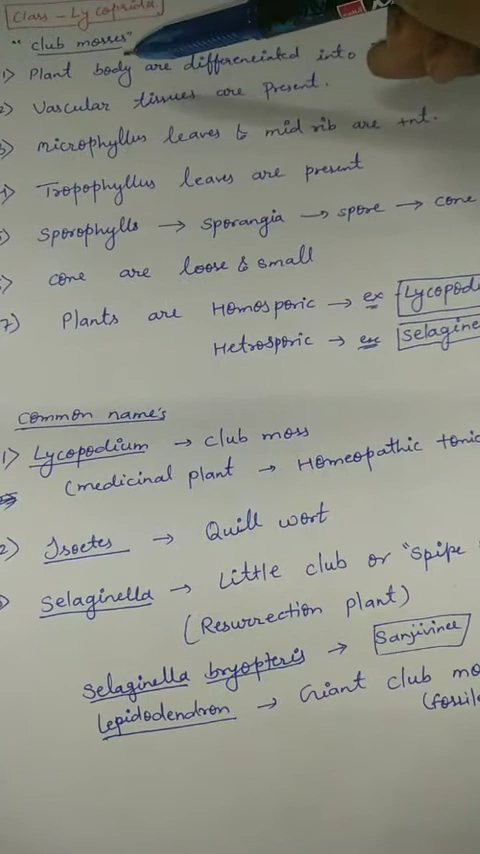 Class - Lycopsida
"club mosses"
1) Plant body are differenciated into
2) Vascular tissues are present.
3) microphyllus leaves & mid rib are +nt.
4) Tropophyllus leaves are present
5) Sporophylls → sporangia → spore → cone
6) cone are loose & small
7) Plants are Homosporic → ex Lycopod
Hetrosporic → ex Selagine
common name's
1) Lycopodium → club moss
(medicinal plant → Homeopathic tonic
2) Isoetes → Quill wort
Selaginella → Little club or "Spike
(Resurrection plant)
Selaginella bryopteris → Sanjivinee
Lepidodendron → Giant club mo
(fossil